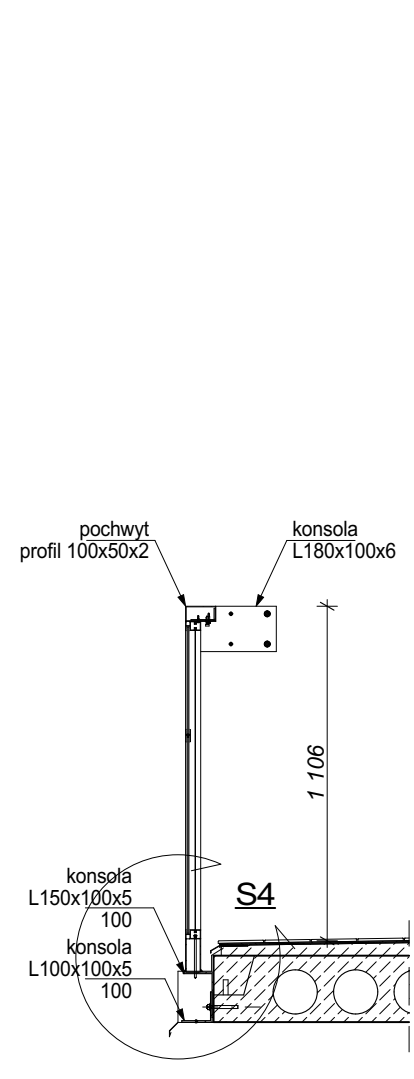 pochwyt
profil 100x50x2
konsola
L180x100x6
1 106
konsola
L150x100x5
100
S4
konsola
L100x100x5
100